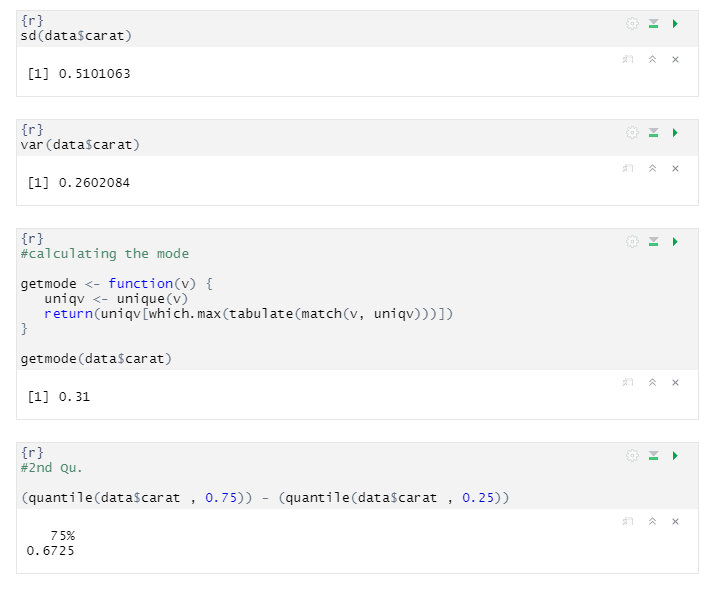 {r}
sd(data$carat)
[1] 0.5101063
{r}
var(data$carat)
[1] 0.2602084
{r}
#calculating the mode
getmode <- function(v) {
   uniqv <- unique(v)
   return(uniqv[which.max(tabulate(match(v, uniqv)))])
}
getmode(data$carat)
[1] 0.31
{r}
#2nd Qu.
(quantile(data$carat , 0.75)) - (quantile(data$carat , 0.25))
   75%
0.6725